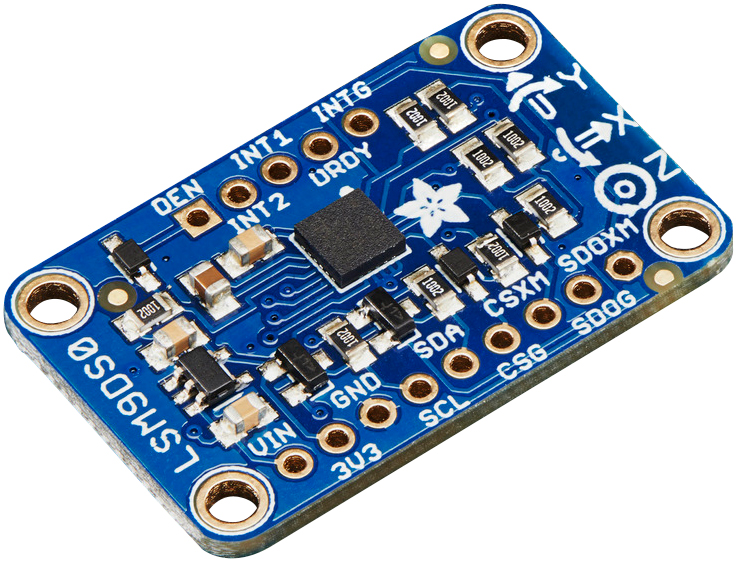 DEN
INT1
INTG
INT2
DRDY
1002
1002
1002
1002
1002
1002
1002
1002
1002
Y
X
Z
LSM9DS0
VIN
3V3
GND
SCL
SDA
CSG
CSXM
SDOG
SDOXM